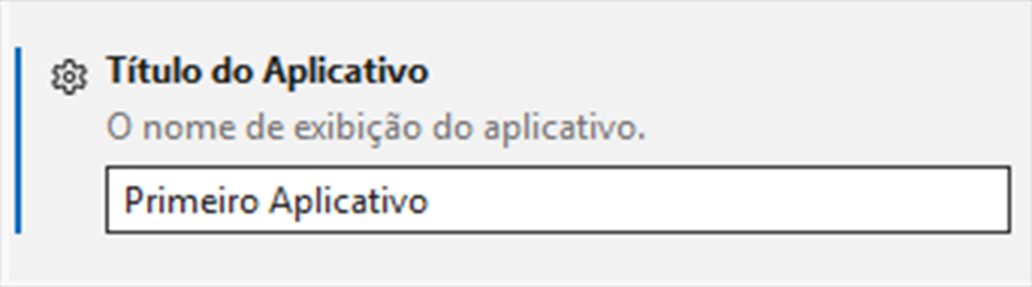 Título do Aplicativo
O nome de exibição do aplicativo.
Primeiro Aplicativo